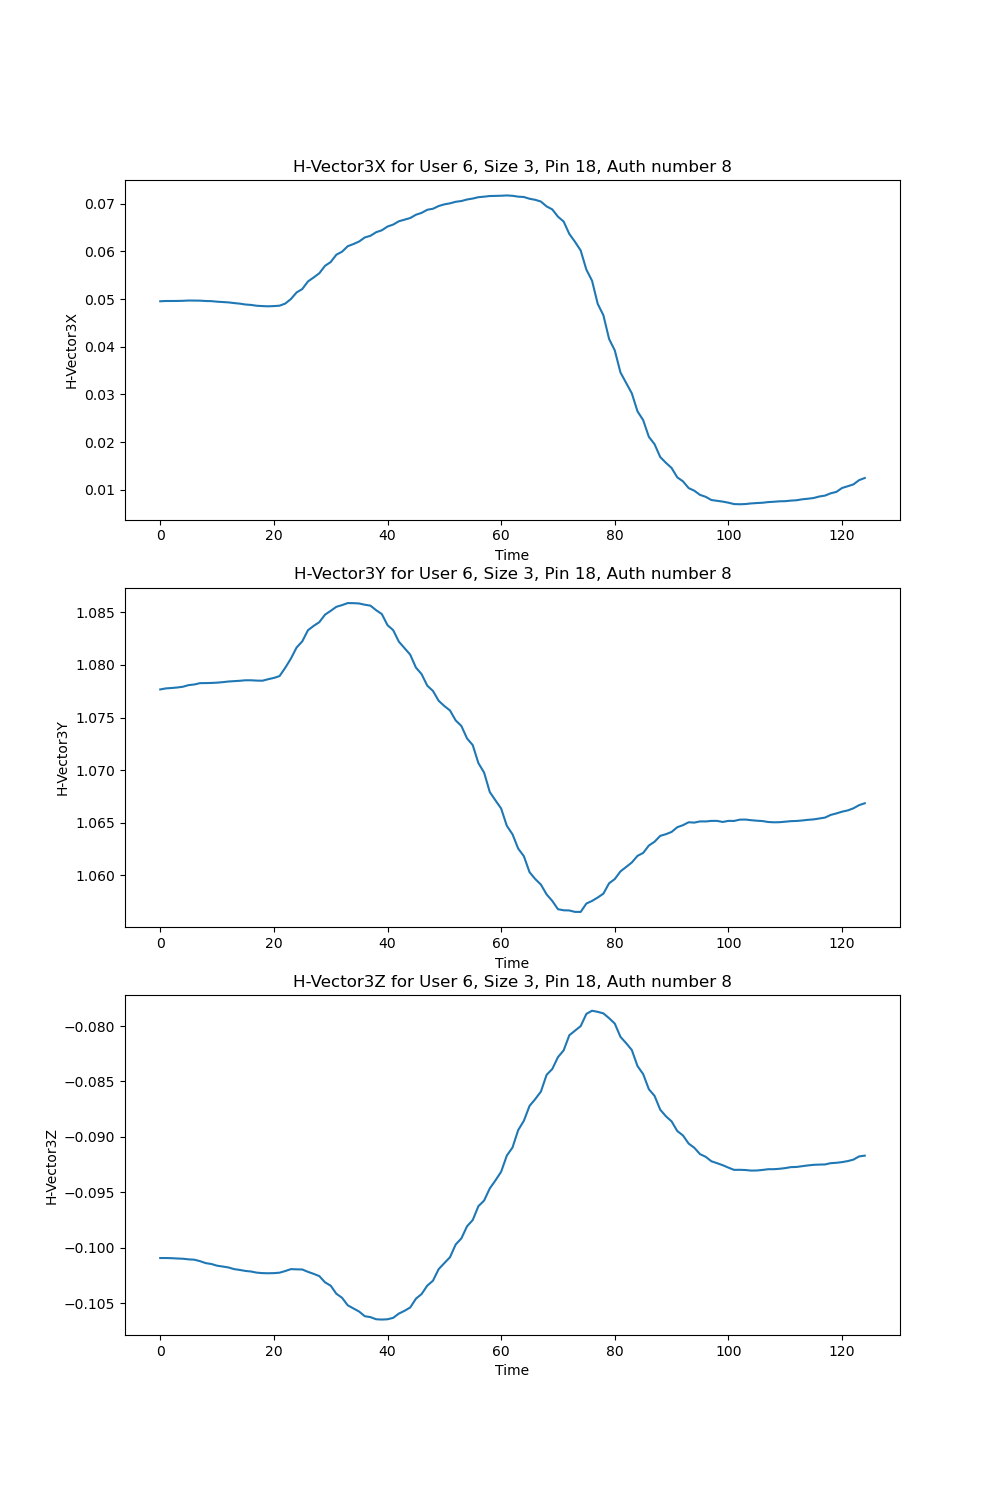 H-Vector3X for User 6, Size 3, Pin 18, Auth number 8
0.07
0.06
0.05
0.04
0.03
0.02
0.01
H-Vector3X
0 20 40 60 80 100 120
Time
H-Vector3Y for User 6, Size 3, Pin 18, Auth number 8
1.085
1.080
1.075
1.070
1.065
1.060
H-Vector3Y
0 20 40 60 80 100 120
Time
H-Vector3Z for User 6, Size 3, Pin 18, Auth number 8
−0.080
−0.085
−0.090
−0.095
−0.100
−0.105
H-Vector3Z
0 20 40 60 80 100 120
Time